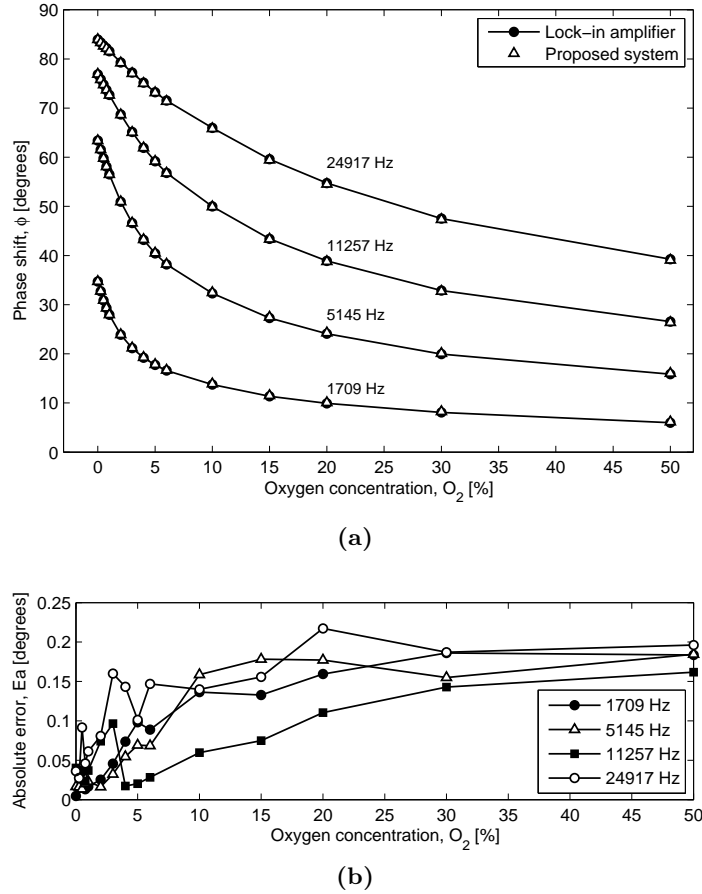 90
80
70
60
50
40
30
20
10
0
Phase shift, ϕ [degrees]
Lock−in amplifier
Proposed system
24917 Hz
11257 Hz
5145 Hz
1709 Hz
0 5 10 15 20 25 30 35 40 45 50
Oxygen concentration, O2 [%]
(a)
0.25
0.2
0.15
0.1
0.05
0
Absolute error, Ea [degrees]
1709 Hz
5145 Hz
11257 Hz
24917 Hz
0 5 10 15 20 25 30 35 40 45 50
Oxygen concentration, O2 [%]
(b)